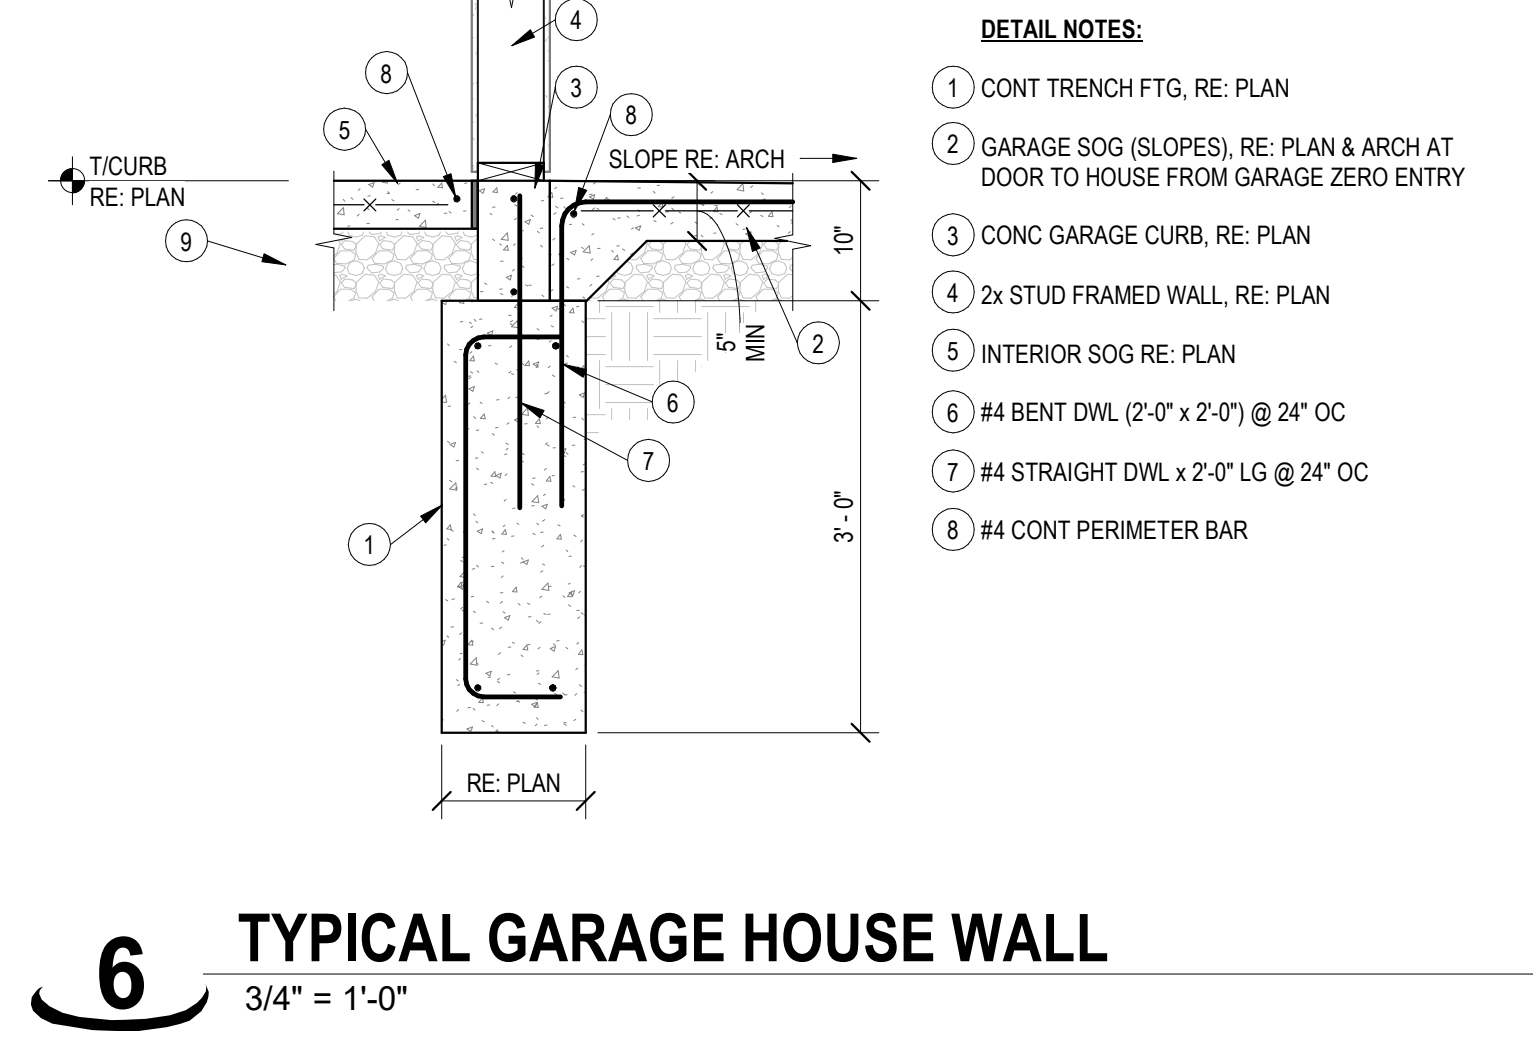 4
8
3
8
5
SLOPE RE: ARCH
T/CURB
RE: PLAN
9
10"
5"
MIN
2
6
7
1
3' - 0"
RE: PLAN
DETAIL NOTES:
1 CONT TRENCH FTG, RE: PLAN
2 GARAGE SOG (SLOPES), RE: PLAN & ARCH AT
DOOR TO HOUSE FROM GARAGE ZERO ENTRY
3 CONC GARAGE CURB, RE: PLAN
4 2x STUD FRAMED WALL, RE: PLAN
5 INTERIOR SOG RE: PLAN
6 #4 BENT DWL (2'-0" x 2'-0") @ 24" OC
7 #4 STRAIGHT DWL x 2'-0" LG @ 24" OC
8 #4 CONT PERIMETER BAR
6
TYPICAL GARAGE HOUSE WALL
3/4" = 1'-0"